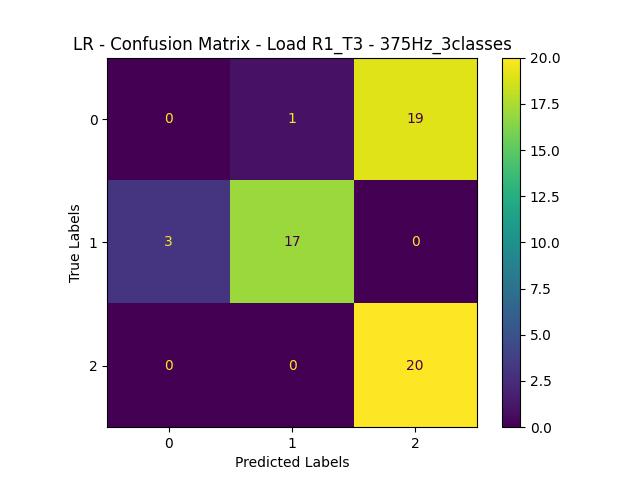 LR - Confusion Matrix - Load R1_T3 - 375Hz_3classes
True Labels
0
1
2
0 1 19
3 17 0
0 0 20
0 1 2
Predicted Labels
20.0
17.5
15.0
12.5
10.0
7.5
5.0
2.5
0.0